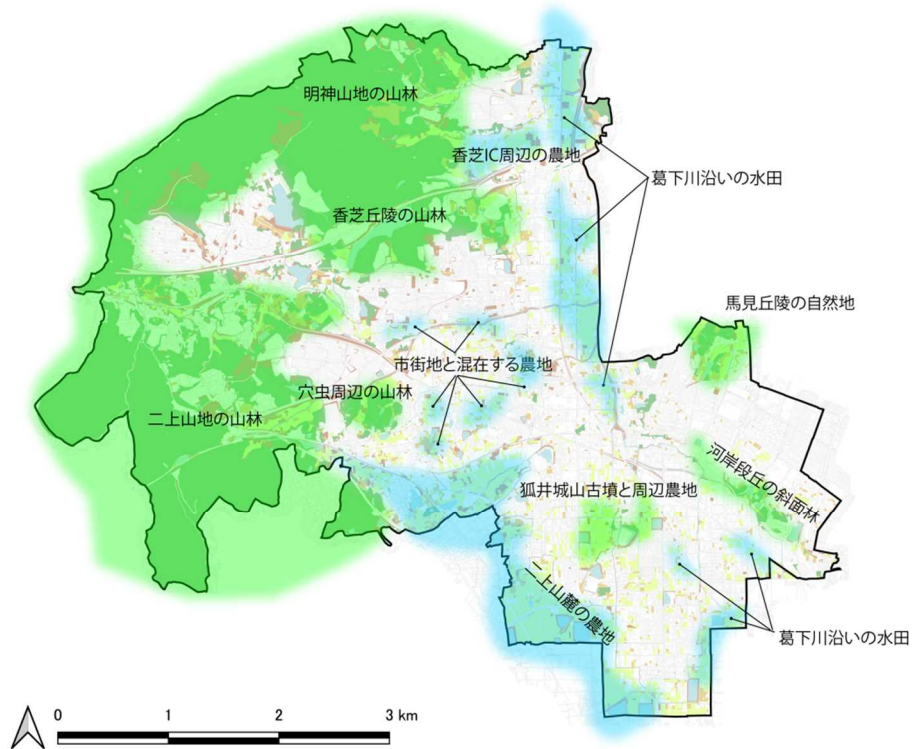 明神山地の山林
香芝IC周辺の農地
葛下川沿いの水田
香芝丘陵の山林
馬見丘陵の自然地
市街地と混在する農地
穴虫周辺の山林
二上山地の山林
河岸段丘の斜面林
狐井城山古墳と周辺農地
二上山麓の農地
葛下川沿いの水田
0 1 2 3 km